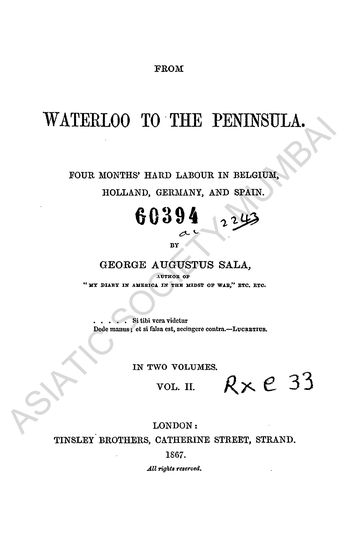 FROM
WATERLOO TO THE PENINSULA.
FOUR MONTHS' HARD LABOUR IN BELGIUM,
HOLLAND, GERMANY, AND SPAIN.
60394 2243
BY
GEORGE AUGUSTUS SALA,
AUTHOR OF
"MY DIARY IN AMERICA IN THE MIDST OF WAR," ETC. ETC.
. . . . . Si tibi vera videtur
Dede manus; et si falsa est, accingere contra.—LUCRETIUS.
IN TWO VOLUMES.
VOL. II. Rxe 33
LONDON:
TINSLEY BROTHERS, CATHERINE STREET, STRAND.
1867.
All rights reserved.
ASIATIC SOCIETY, MUMBAI